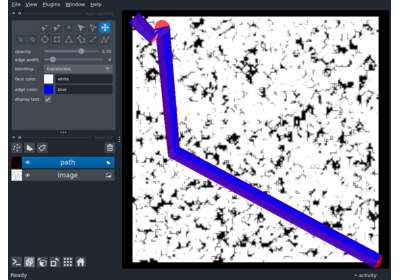 File View Plugins Window Help
opacity: 0.70
edge width: 4
blending: translucent
face color: white
edge color: blue
display text: ✓
path
Image
Ready
activity